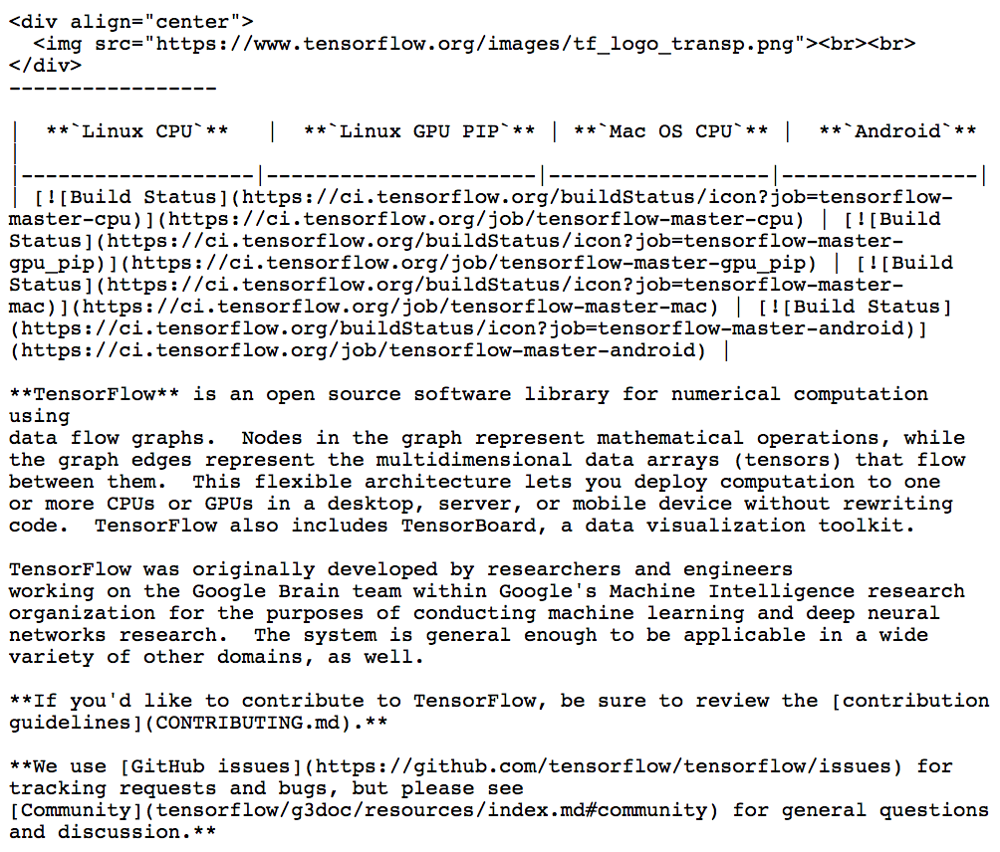 <div align="center">
  <img src="https://www.tensorflow.org/images/tf_logo_transp.png"><br><br>
</div>
-----------------

|  **`Linux CPU`**   |  **`Linux GPU PIP`** | **`Mac OS CPU`** |  **`Android`**
|
|-------------------|----------------------|------------------|----------------|
| [![Build Status](https://ci.tensorflow.org/buildStatus/icon?job=tensorflow-
master-cpu)](https://ci.tensorflow.org/job/tensorflow-master-cpu) | [![Build
Status](https://ci.tensorflow.org/buildStatus/icon?job=tensorflow-master-
gpu_pip)](https://ci.tensorflow.org/job/tensorflow-master-gpu_pip) | [![Build
Status](https://ci.tensorflow.org/buildStatus/icon?job=tensorflow-master-
mac)](https://ci.tensorflow.org/job/tensorflow-master-mac) | [![Build Status]
(https://ci.tensorflow.org/buildStatus/icon?job=tensorflow-master-android)]
(https://ci.tensorflow.org/job/tensorflow-master-android) |

**TensorFlow** is an open source software library for numerical computation
using
data flow graphs.  Nodes in the graph represent mathematical operations, while
the graph edges represent the multidimensional data arrays (tensors) that flow
between them.  This flexible architecture lets you deploy computation to one
or more CPUs or GPUs in a desktop, server, or mobile device without rewriting
code.  TensorFlow also includes TensorBoard, a data visualization toolkit.

TensorFlow was originally developed by researchers and engineers
working on the Google Brain team within Google's Machine Intelligence research
organization for the purposes of conducting machine learning and deep neural
networks research.  The system is general enough to be applicable in a wide
variety of other domains, as well.

**If you'd like to contribute to TensorFlow, be sure to review the [contribution
guidelines](CONTRIBUTING.md).**

**We use [GitHub issues](https://github.com/tensorflow/tensorflow/issues) for
tracking requests and bugs, but please see
[Community](tensorflow/g3doc/resources/index.md#community) for general questions
and discussion.**